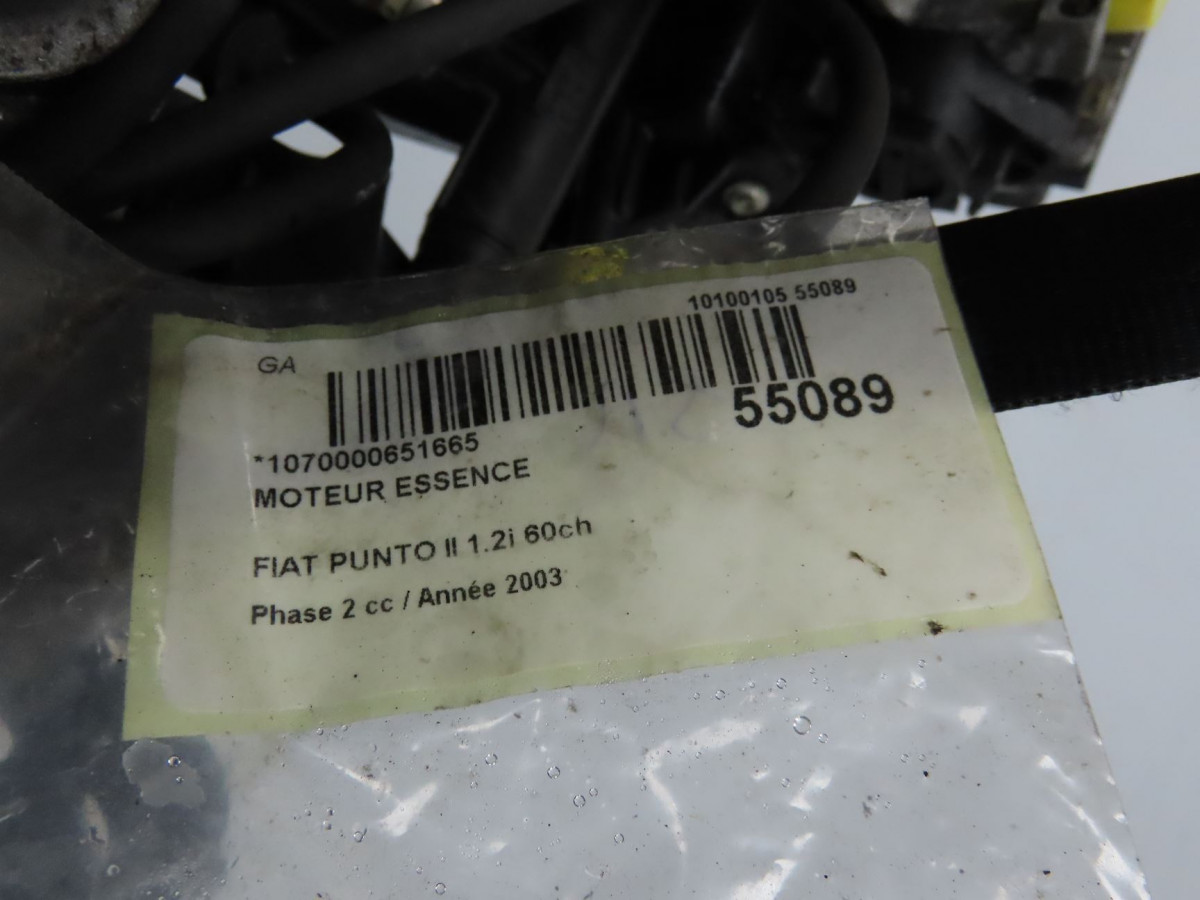 10100105 55089
GA
55089
*1070000651665
MOTEUR ESSENCE
FIAT PUNTO II 1.2i 60ch
Phase 2 cc / Année 2003